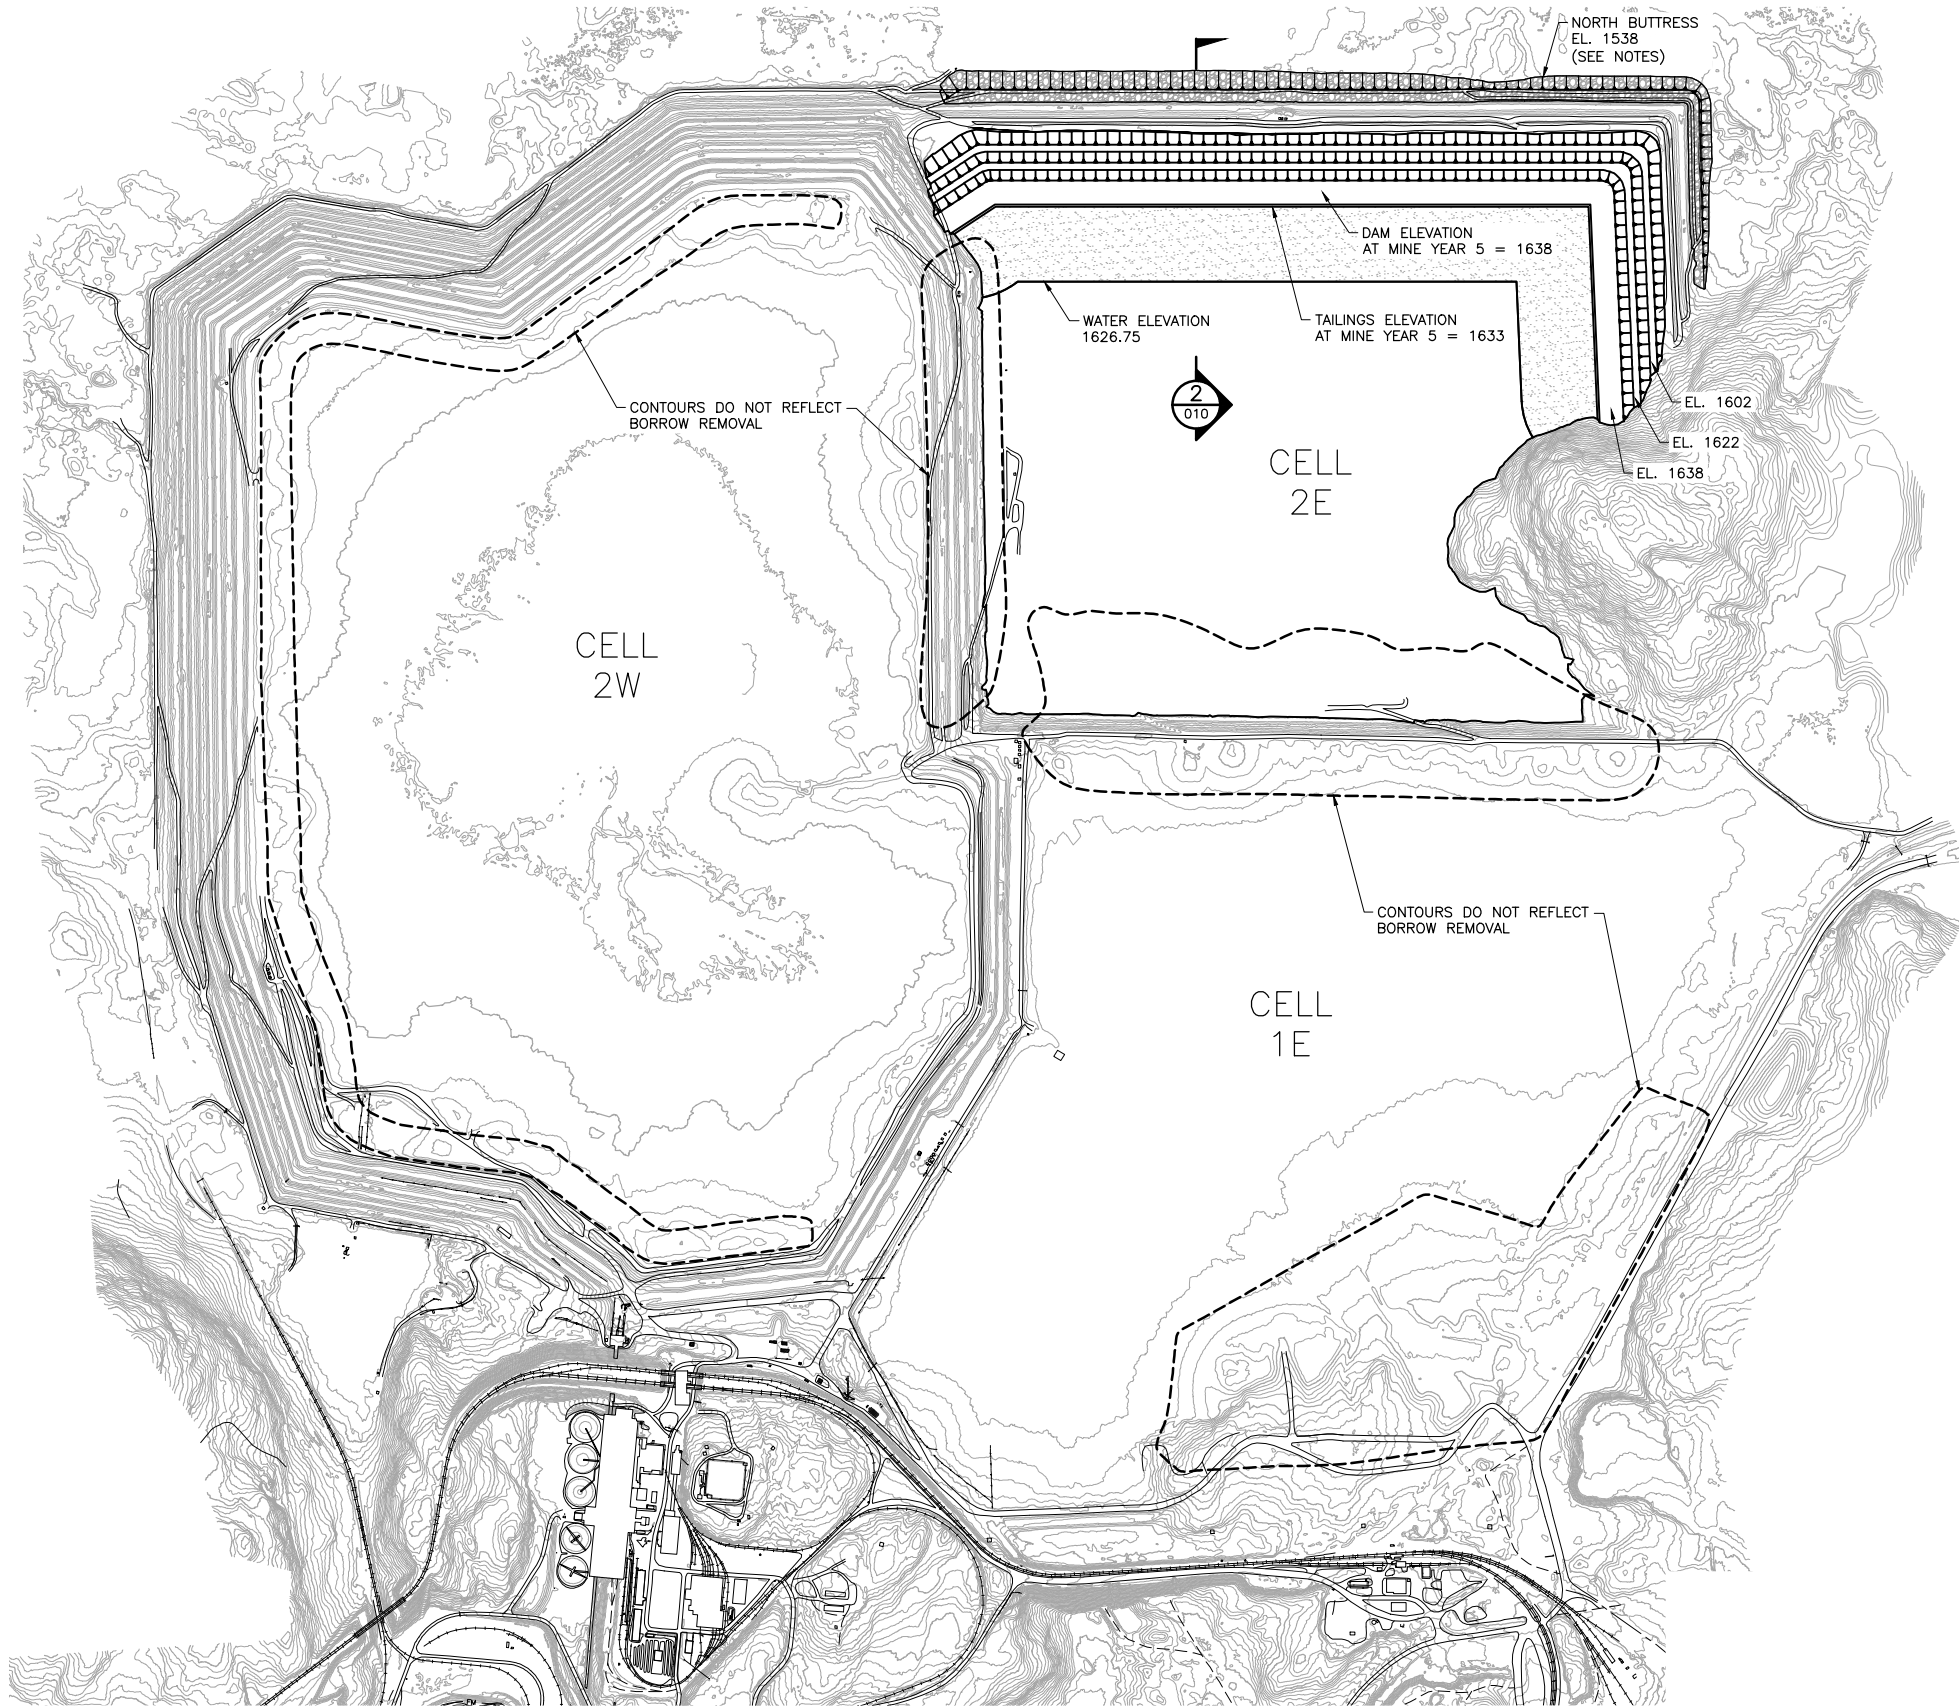 NORTH BUTTRESS
EL. 1538
(SEE NOTES)
DAM ELEVATION
AT MINE YEAR 5 = 1638
WATER ELEVATION
1626.75
TAILINGS ELEVATION
AT MINE YEAR 5 = 1633
2
010
EL. 1602
EL. 1622
EL. 1638
CONTOURS DO NOT REFLECT
BORROW REMOVAL
CELL
2E
CELL
2W
CONTOURS DO NOT REFLECT
BORROW REMOVAL
CELL
1E